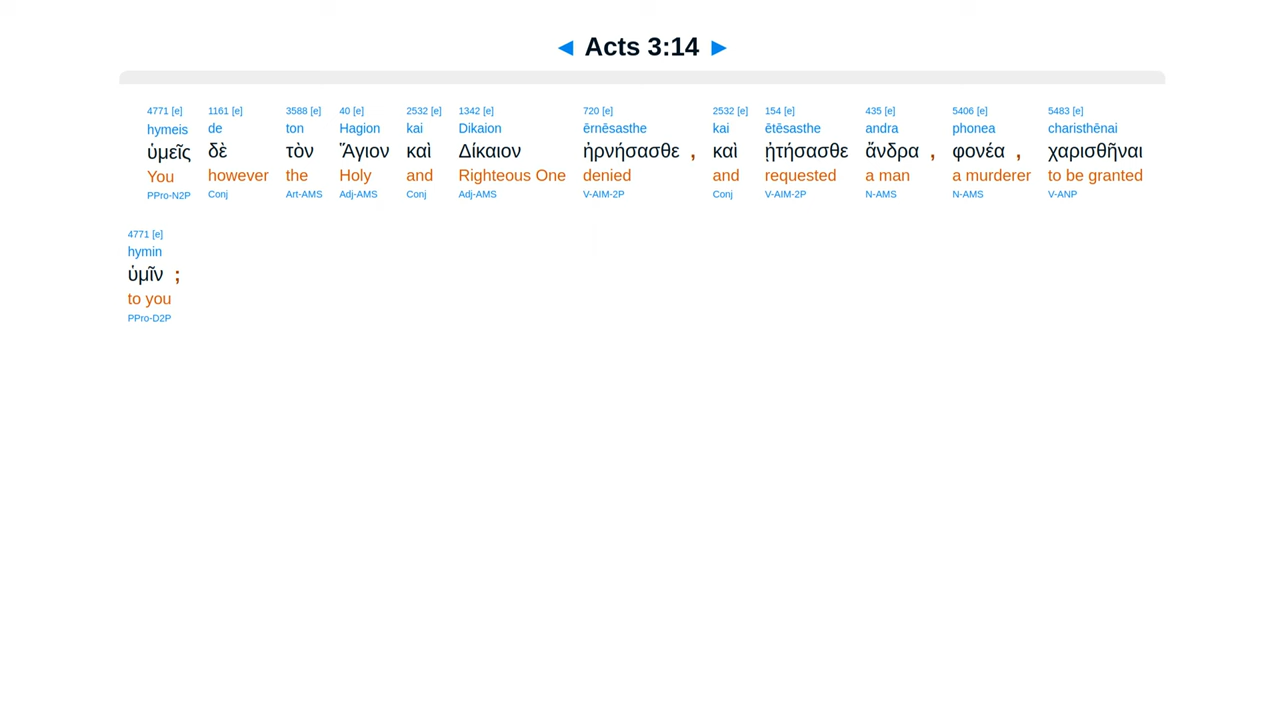 ◄ Acts 3:14 ►
4771 [e] 1161 [e] 3588 [e] 40 [e] 2532 [e] 1342 [e] 720 [e] 2532 [e] 154 [e] 435 [e] 5406 [e] 5483 [e]
hymeis de ton Hagion kai Dikaion ērnēsasthe kai ētēsasthe andra phonea charisthēnai
ὑμεῖς δὲ τὸν Ἅγιον καὶ Δίκαιον ἠρνήσασθε , καὶ ᾐτήσασθε ἄνδρα , φονέα , χαρισθῆναι
You however the Holy and Righteous One denied and requested a man a murderer to be granted
PPro-N2P Conj Art-AMS Adj-AMS Conj Adj-AMS V-AIM-2P Conj V-AIM-2P N-AMS N-AMS V-ANP
4771 [e]
hymin
ὑμῖν ;
to you
PPro-D2P